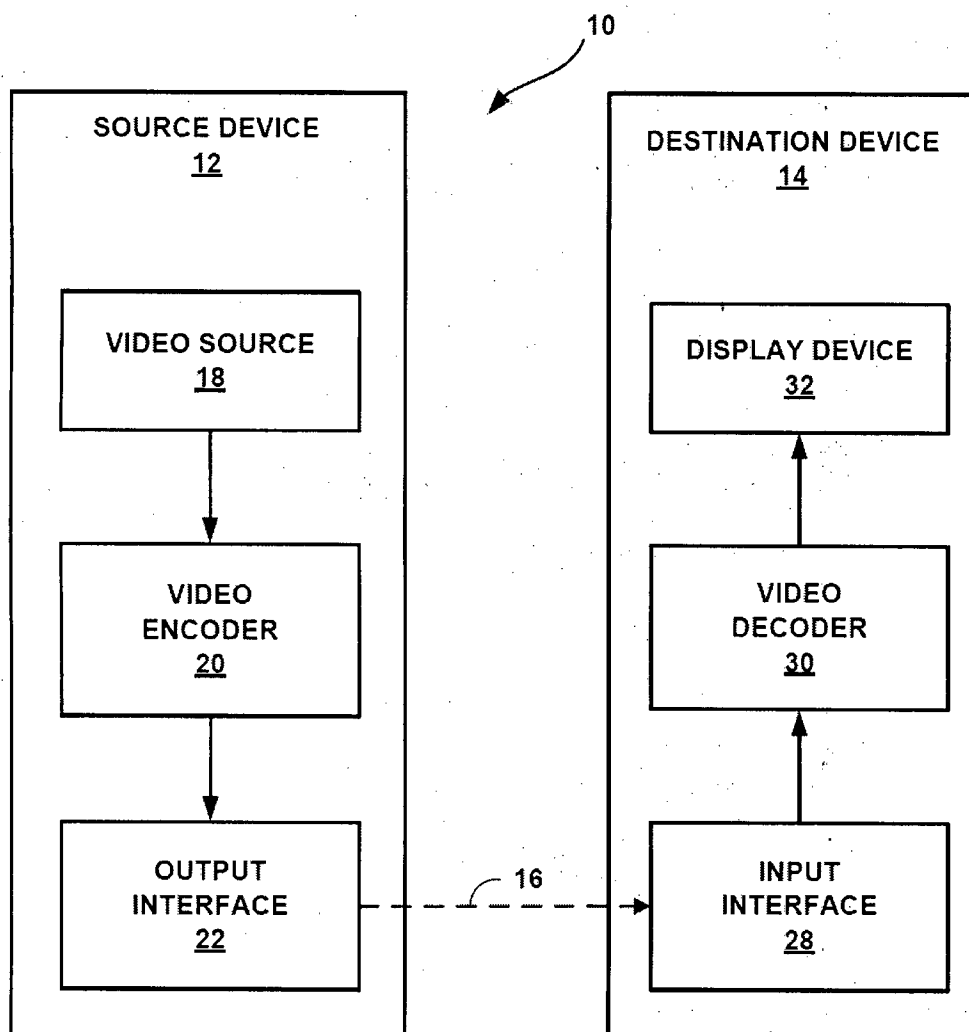 10
SOURCE DEVICE
12
VIDEO SOURCE
18
VIDEO
ENCODER
20
OUTPUT
INTERFACE
22
16
DESTINATION DEVICE
14
DISPLAY DEVICE
32
VIDEO
DECODER
30
INPUT
INTERFACE
28